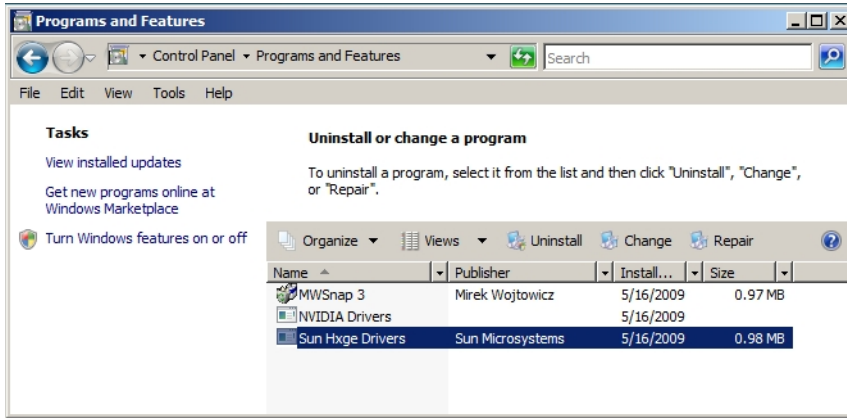 Programs and Features
Control Panel Programs and Features Search
File Edit View Tools Help
Tasks
View installed updates
Get new programs online at
Windows Marketplace
Turn Windows features on or off
Uninstall or change a program
To uninstall a program, select it from the list and then click "Uninstall", "Change",
or "Repair".
Organize Views Uninstall Change Repair
Name Publisher Install... Size
MWSnap 3 Mirek Wojtowicz 5/16/2009 0.97 MB
NVIDIA Drivers 5/16/2009
Sun Hxge Drivers Sun Microsystems 5/16/2009 0.98 MB